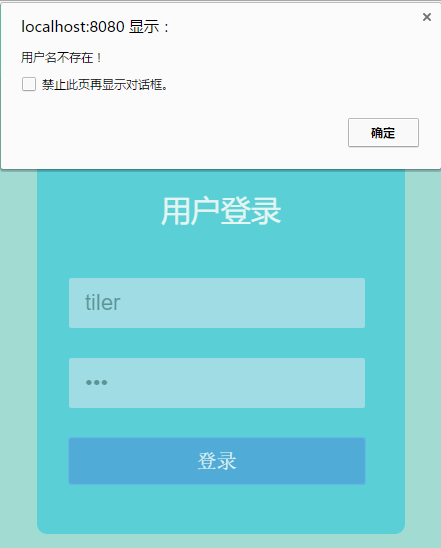 localhost:8080 显示：
用户名不存在！
禁止此页再显示对话框。
确定
用户登录
tiler
•••
登录